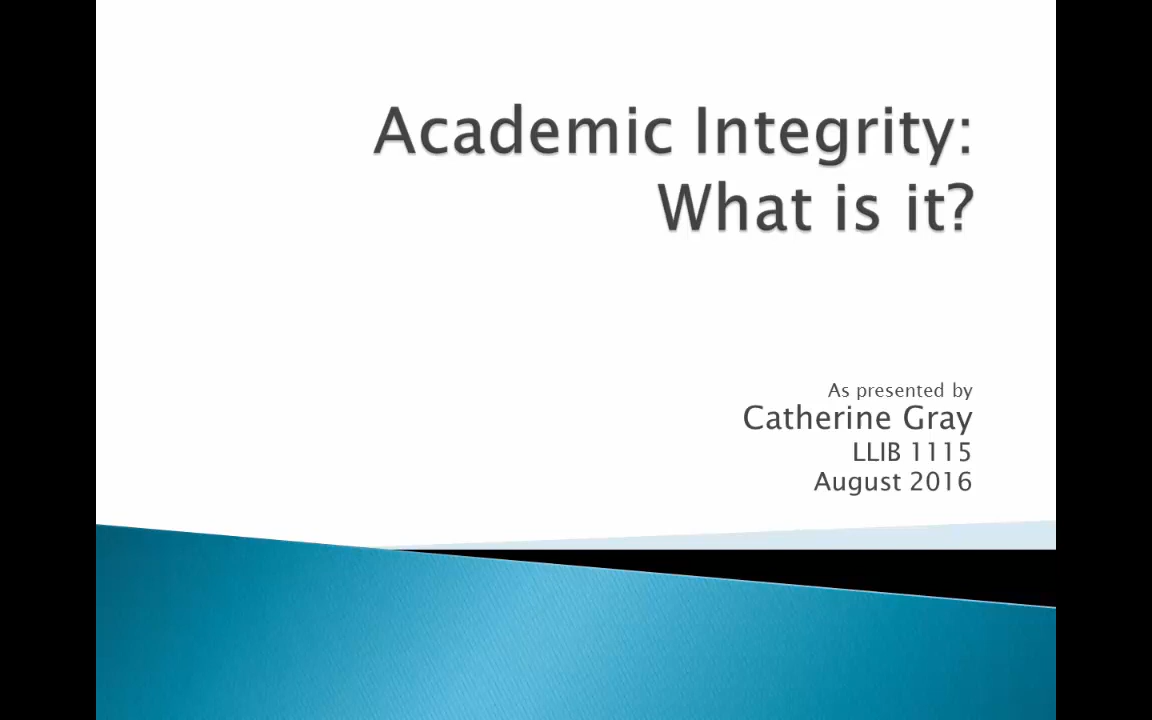 Academic Integrity:
What is it?
As presented by
Catherine Gray
LLIB 1115
August 2016